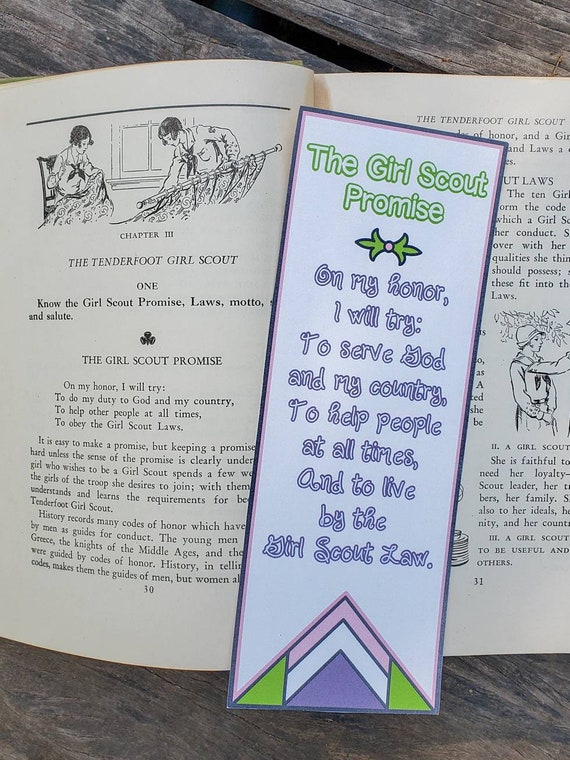 CHAPTER III
THE TENDERFOOT GIRL SCOUT
ONE
Know the Girl Scout Promise, Laws, motto,
and salute.
THE GIRL SCOUT PROMISE
On my honor, I will try:
To do my duty to God and my country,
To help other people at all times,
To obey the Girl Scout Laws.
It is easy to make a promise, but keeping a promise
hard unless the sense of the promise is clearly
girl who wishes to be a Girl Scout spends a few
the girls of the troop she desires to join; with
understands and learns the requirements for
Tenderfoot Girl Scout.
History records many codes of honor which have
by men as guides for conduct. The young men
Greece, the knights of the Middle Ages, and the
were guided by codes of honor. History, in
codes, makes them the guides of men, but women
30
The Girl Scout
Promise
On my honor,
I will try:
To serve God
and my country,
To help people
at all times,
And to live
by the
Girl Scout Law.
THE TENDERFOOT GIRL SCOUT
of honor, and a Girl
and Laws a
LAWS
The ten Girl
form the code
which a Girl
her conduct.
over with her
qualities she
should possess;
these fit into the
Laws.
II. A GIRL SCOUT
She is faithful to
need her loyalty—
Scout leader, her
bers, her family.
also to her ideals, her
nity, and her country
III. A GIRL SCOUT
TO BE USEFUL AND
OTHERS.
31